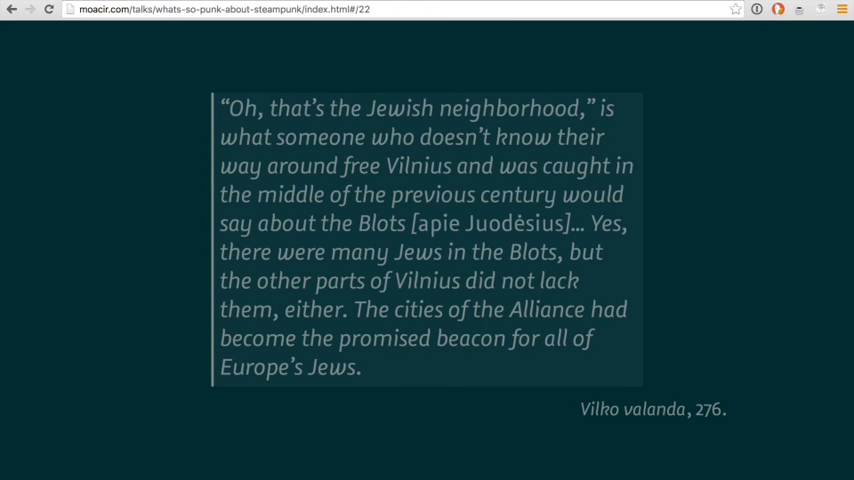 moacir.com/talks/whats-so-punk-about-steampunk/index.html#/22
“Oh, that’s the Jewish neighborhood,” is
what someone who doesn’t know their
way around free Vilnius and was caught in
the middle of the previous century would
say about the Blots [apie Juodėsius]... Yes,
there were many Jews in the Blots, but
the other parts of Vilnius did not lack
them, either. The cities of the Alliance had
become the promised beacon for all of
Europe’s Jews.
Vilko valanda, 276.